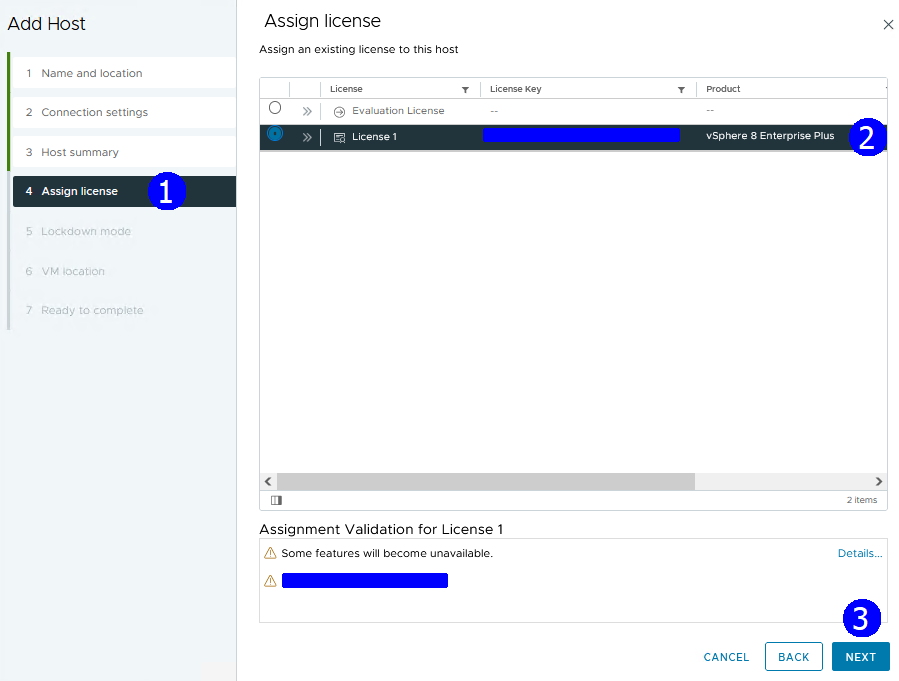 Add Host
1 Name and location
2 Connection settings
3 Host summary
4 Assign license
1
5 Lockdown mode
6 VM location
7 Ready to complete
Assign license
Assign an existing license to this host
License License Key Product
Evaluation License -- --
License 1 vSphere 8 Enterprise Plus
2
2 items
Assignment Validation for License 1
Some features will become unavailable. Details...
3
CANCEL BACK NEXT